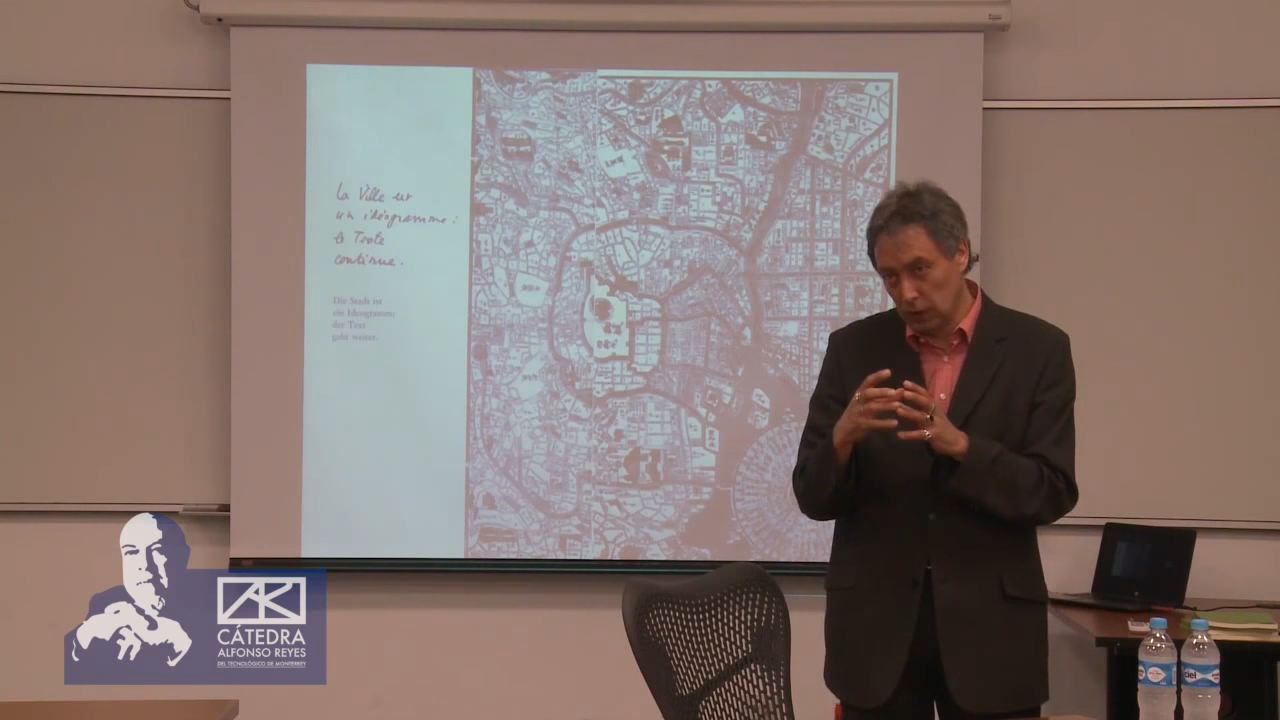 La Ville est
un idéogramme :
le Texte
continue.
Die Stadt ist
ein Ideogramm:
der Text
geht weiter.
CÁTEDRA
ALFONSO REYES
DEL TECNOLÓGICO DE MONTERREY
ciel